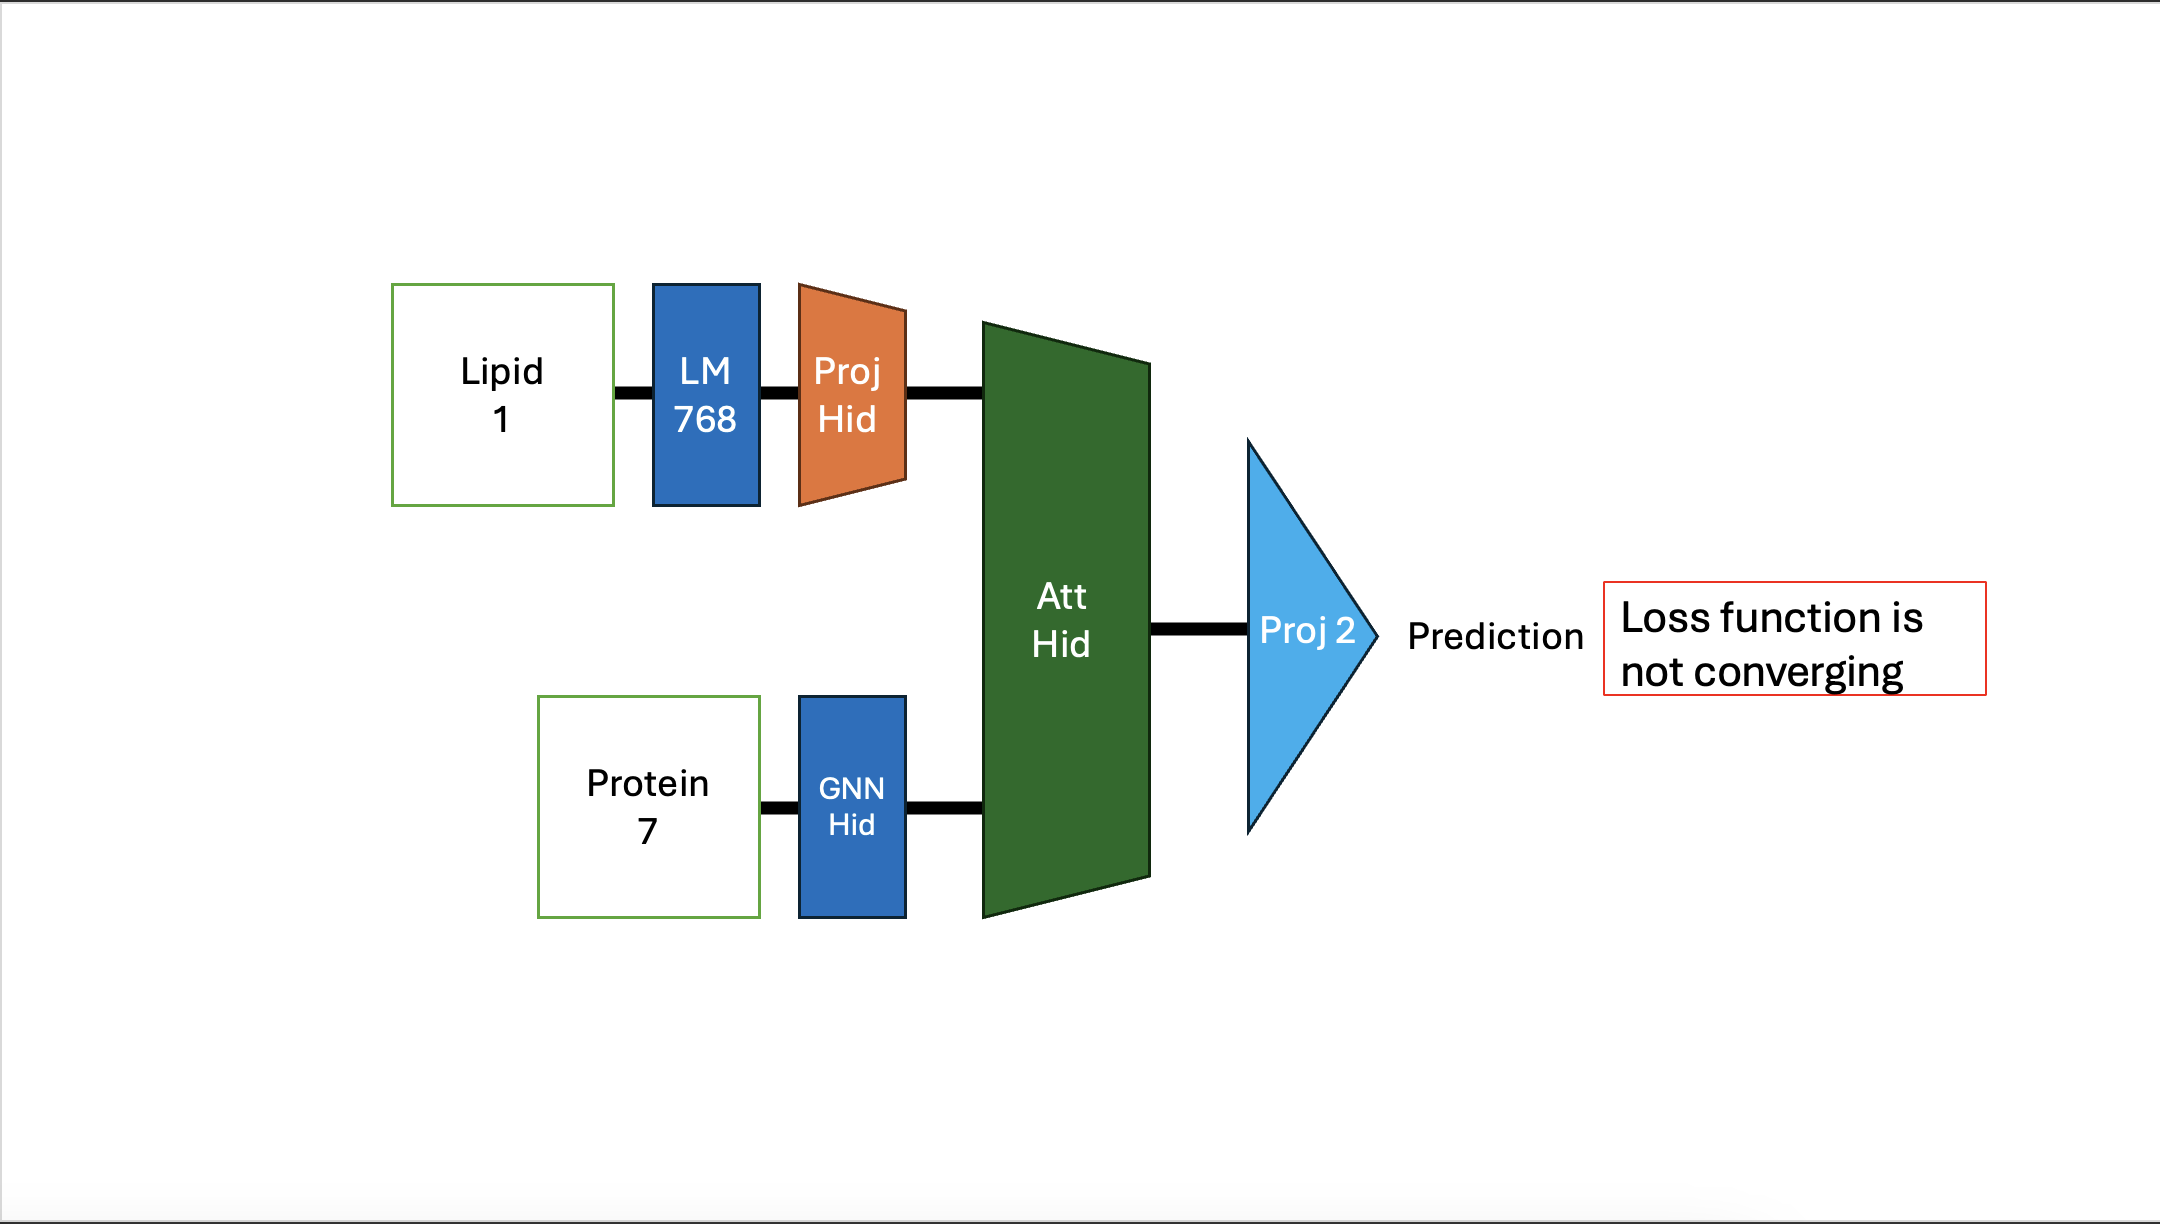 Lipid
1
LM
768
Proj
Hid
Att
Hid
Protein
7
GNN
Hid
Proj 2
Prediction
Loss function is
not converging